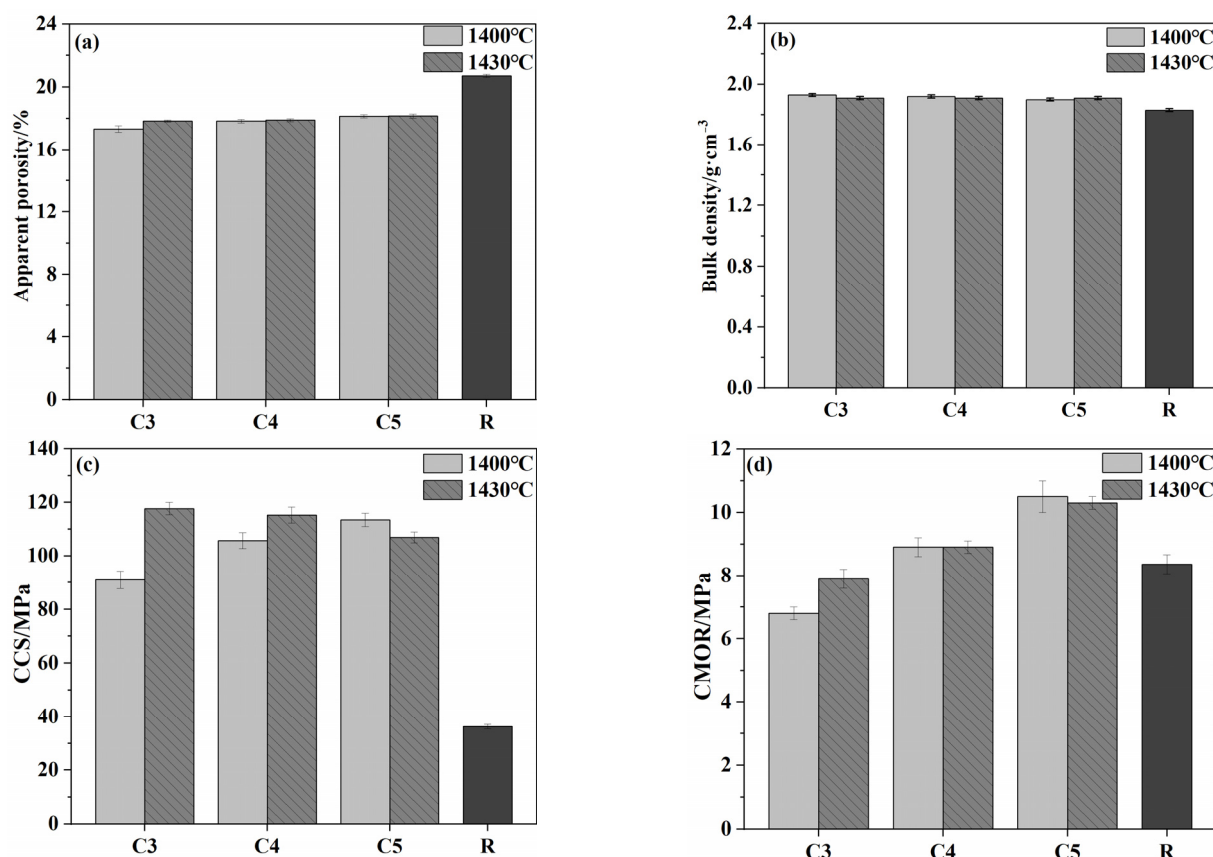 (a)
1400°C
1430°C
Apparent porosity/%
24
20
16
12
8
4
0
C3 C4 C5 R
(b)
1400°C
1430°C
Bulk density/g·cm⁻³
2.4
2.0
1.6
1.2
0.8
0.4
0.0
C3 C4 C5 R
(c)
1400°C
1430°C
CCS/MPa
140
120
100
80
60
40
20
0
C3 C4 C5 R
(d)
1400°C
1430°C
CMOR/MPa
12
10
8
6
4
2
0
C3 C4 C5 R